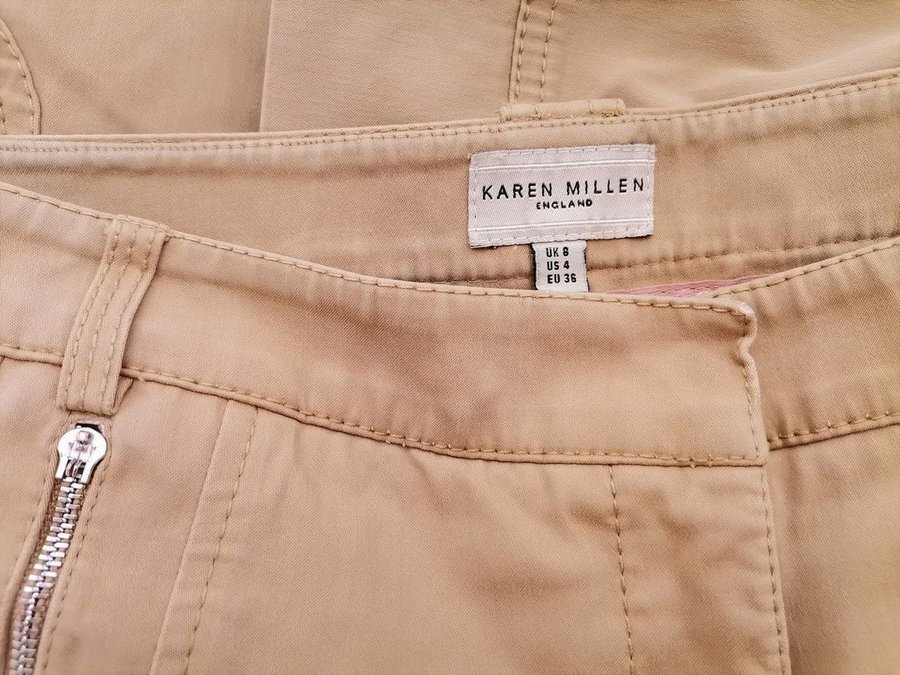 KAREN MILLEN
ENGLAND
UK 8
US 4
EU 36